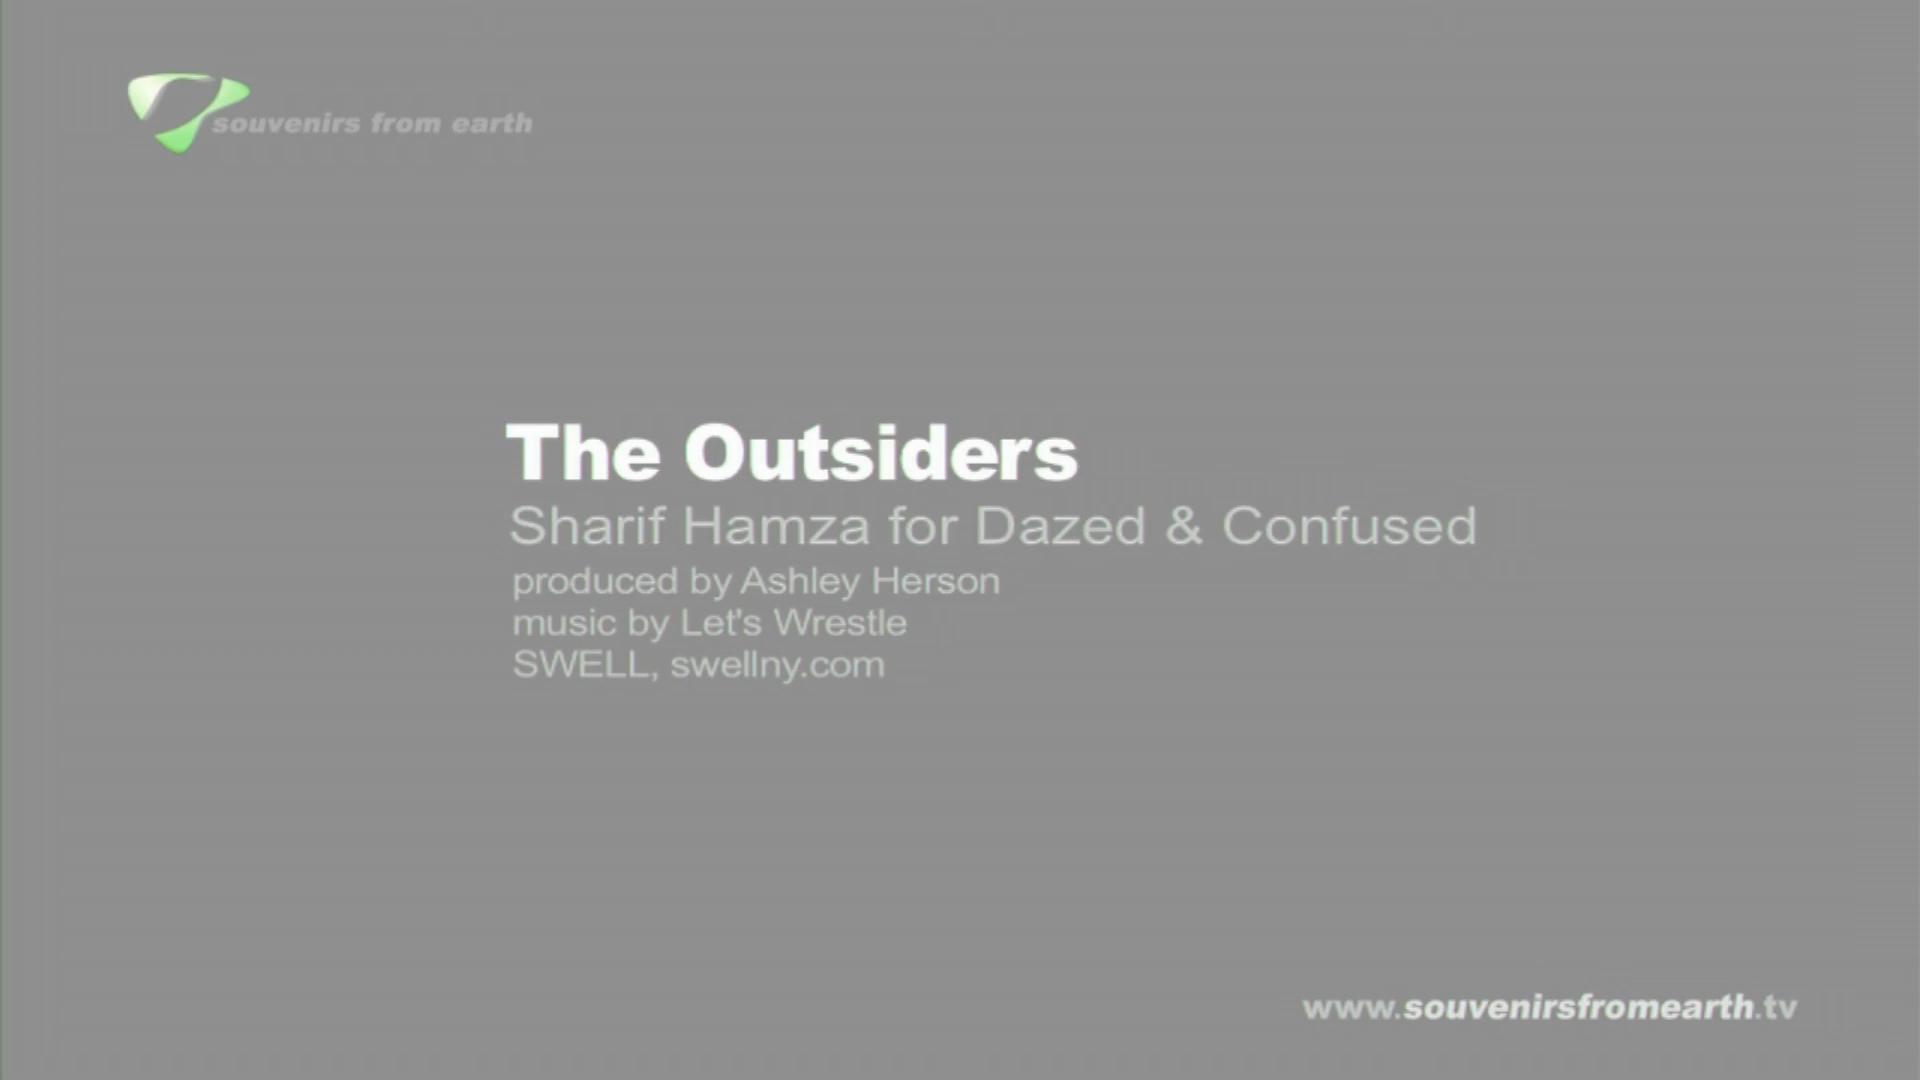 souvenirs from earth
The Outsiders
Sharif Hamza for Dazed & Confused
produced by Ashley Herson
music by Let's Wrestle
SWELL, swellny.com
www.souvenirsfromearth.tv